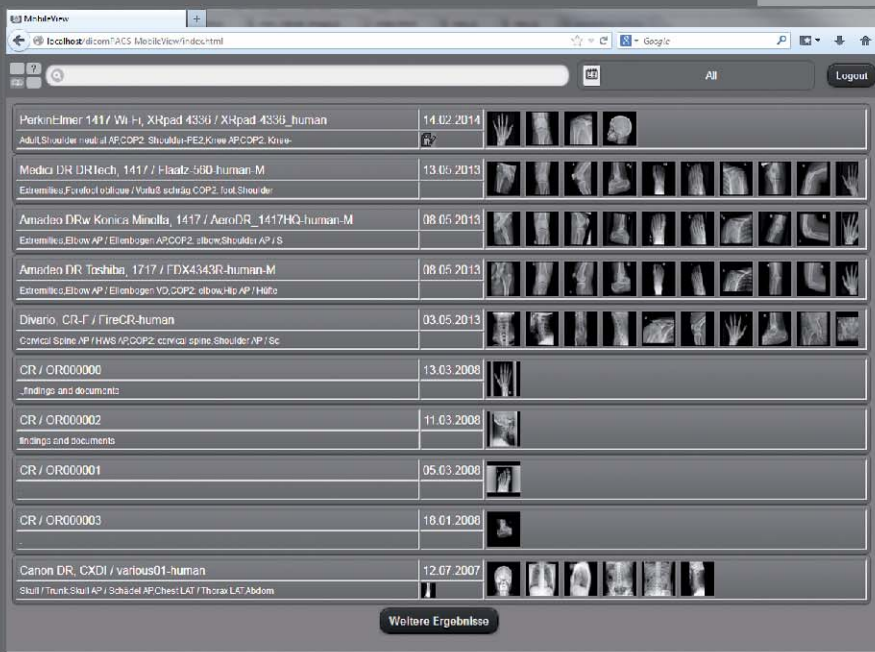 MobileView
localhost/dicomPACS-MobileView/index.html
Google
?
All
Logout
PerkinElmer 1417 Wi-Fi, XRpad 4336 / XRpad-4336_human
14.02.2014
Adult,Shoulder neutral AP,COP2. Shoulder-PE2,Knee AP,COP2. Knee-
Medici DR DRTech, 1417 / Flaatz-560-human-M
13.05.2013
Extremities,Forefoot oblique / Vorfuß schräg,COP2. foot,Shoulder
Amadeo DRw Konica Minolta, 1417 / AeroDR_1417HQ-human-M
08.05.2013
Extremities,Elbow AP / Ellenbogen AP,COP2. elbow,Shoulder AP / S
Amadeo DR Toshiba, 1717 / FDX4343R-human-M
08.05.2013
Extremities,Elbow AP / Ellenbogen VD,COP2. elbow,Hip AP / Hüfte
Diverio, CR-F / FireCR-human
03.05.2013
Cervical Spine AP / HWS AP,COP2. cervical spine,Shoulder AP / Sc
CR / OR000000
13.03.2008
_findings and documents
CR / OR000002
11.03.2008
findings and documents
CR / OR000001
05.03.2008
CR / OR000003
16.01.2008
Canon DR, CXDI / various01-human
12.07.2007
Skull / Trunk,Skull AP / Schädel AP,Chest LAT / Thorax LAT,Abdom
Weitere Ergebnisse